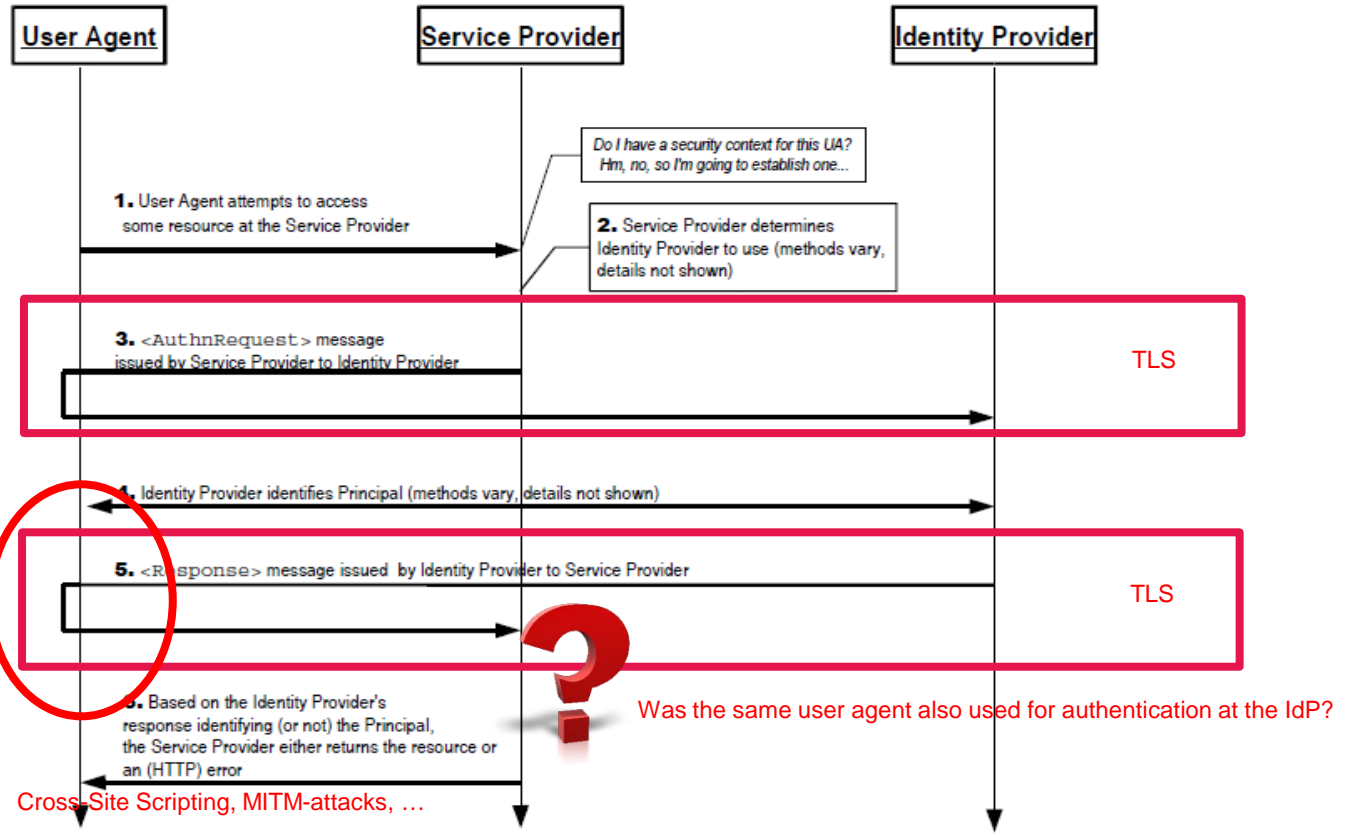 User Agent
Service Provider
Identity Provider
Do I have a security context for this UA?
Hm, no, so I'm going to establish one...
1. User Agent attempts to access
some resource at the Service Provider
2. Service Provider determines
Identity Provider to use (methods vary,
details not shown)
3. <AuthnRequest> message
issued by Service Provider to Identity Provider
TLS
4. Identity Provider identifies Principal (methods vary, details not shown)
5. <Response> message issued by Identity Provider to Service Provider
TLS
?
Was the same user agent also used for authentication at the IdP?
6. Based on the Identity Provider's
response identifying (or not) the Principal,
the Service Provider either returns the resource or
an (HTTP) error
Cross-Site Scripting, MITM-attacks, …